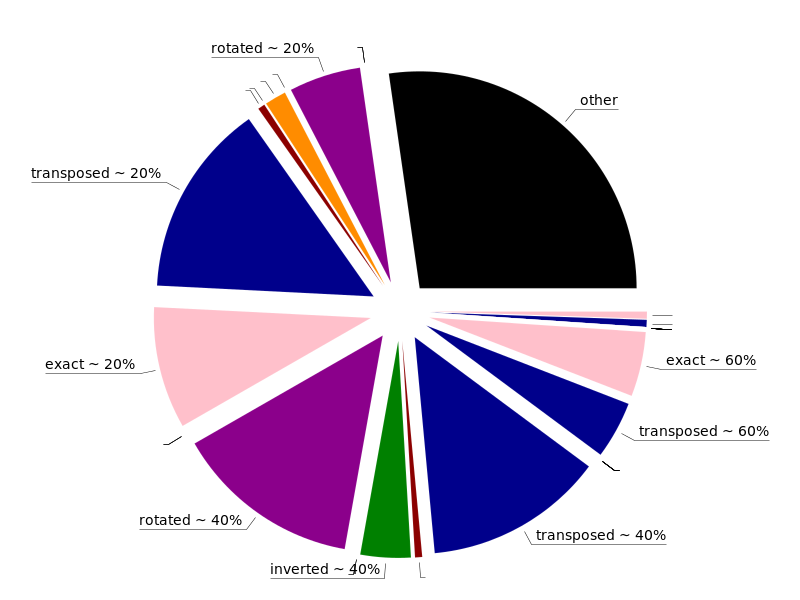 rotated ~ 20%
other
transposed ~ 20%
exact ~ 20%
exact ~ 60%
transposed ~ 60%
rotated ~ 40%
transposed ~ 40%
inverted ~ 40%